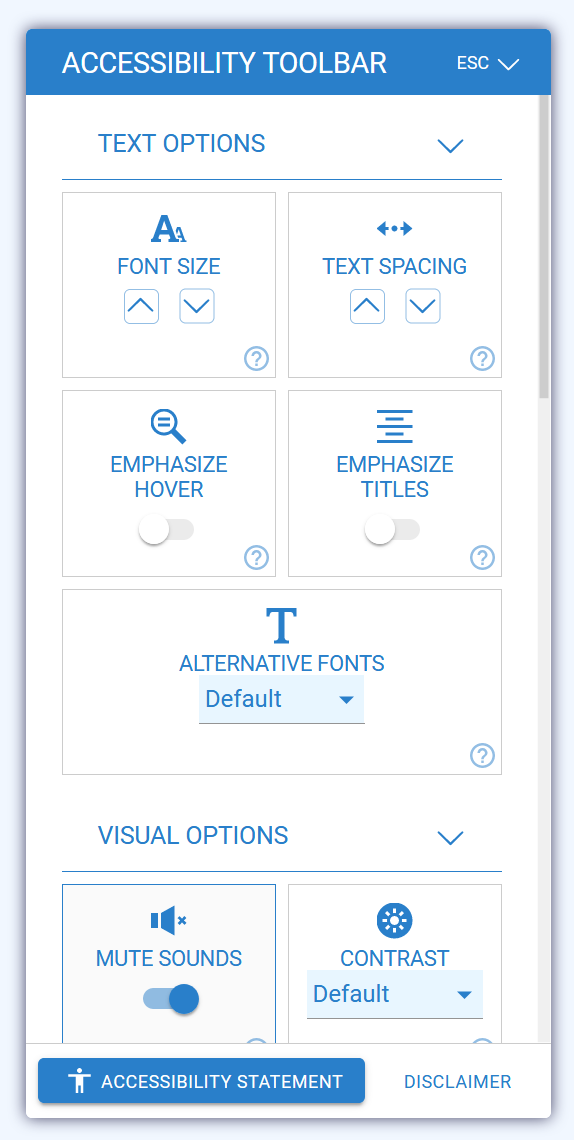 ACCESSIBILITY TOOLBAR ESC
TEXT OPTIONS
FONT SIZE
TEXT SPACING
EMPHASIZE
HOVER
EMPHASIZE
TITLES
ALTERNATIVE FONTS
Default
VISUAL OPTIONS
MUTE SOUNDS
CONTRAST
Default
ACCESSIBILITY STATEMENT
DISCLAIMER